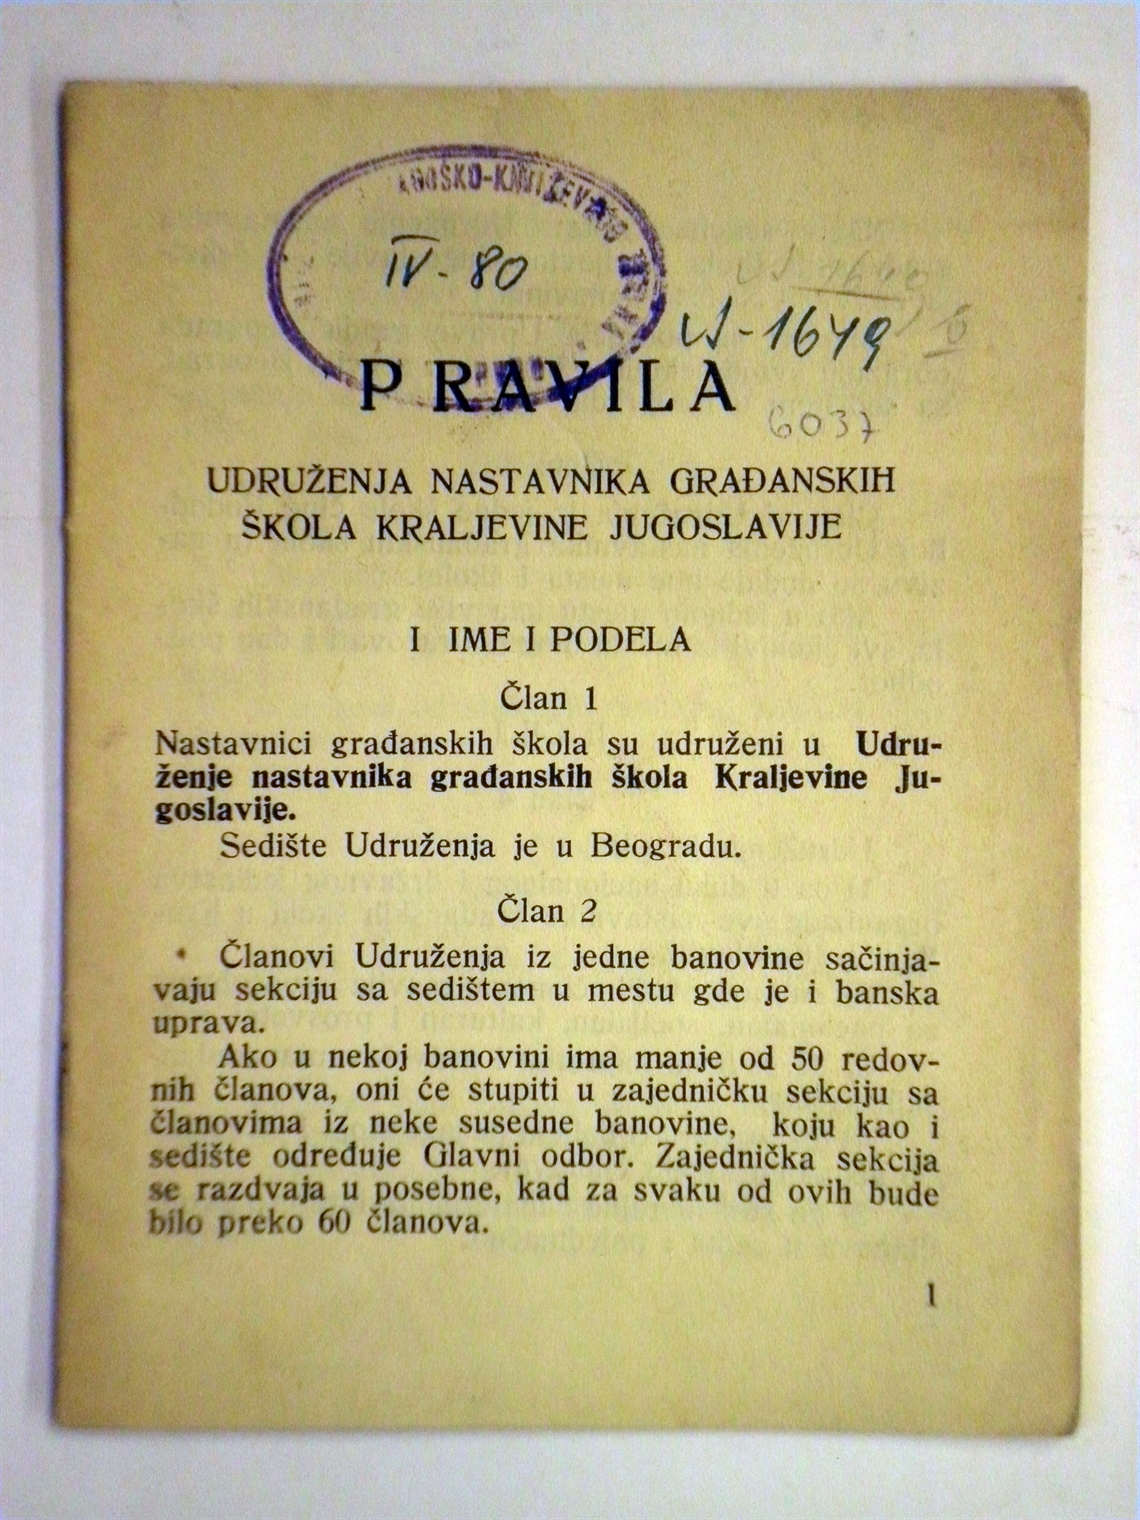 IV-80
-1649
6037
PRAVILA
UDRUŽENJA NASTAVNIKA GRAĐANSKIH
ŠKOLA KRALJEVINE JUGOSLAVIJE
I IME I PODELA
Član 1
Nastavnici građanskih škola su udruženi u Udru-
ženje nastavnika građanskih škola Kraljevine Ju-
goslavije.
Sedište Udruženja je u Beogradu.
Član 2
Članovi Udruženja iz jedne banovine sačinja-
vaju sekciju sa sedištem u mestu gde je i banska
uprava.
Ako u nekoj banovini ima manje od 50 redov-
nih članova, oni će stupiti u zajedničku sekciju sa
članovima iz neke susedne banovine, koju kao i
sedište određuje Glavni odbor. Zajednička sekcija
se razdvaja u posebne, kad za svaku od ovih bude
bilo preko 60 članova.
1